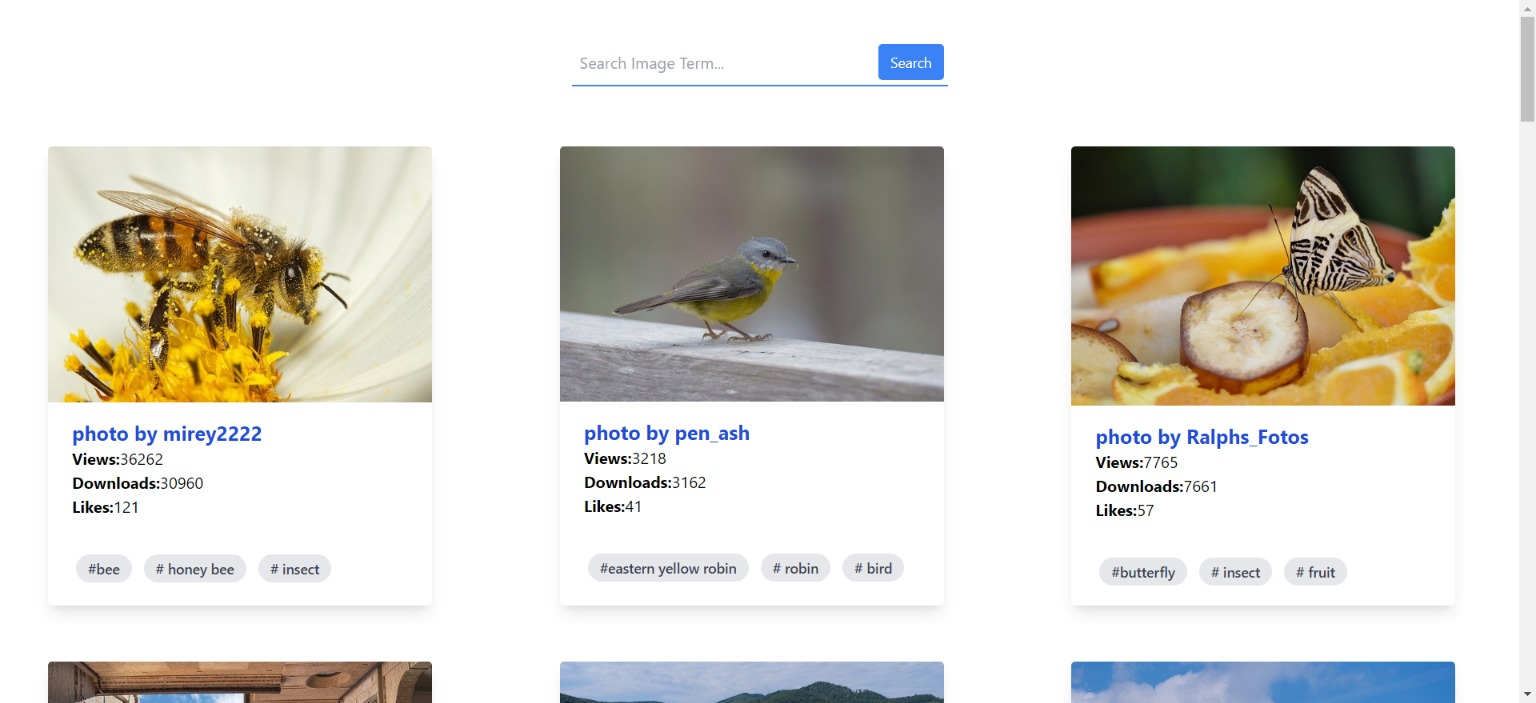 Search Image Term...
Search
photo by mirey2222
Views:36262
Downloads:30960
Likes:121
#bee
# honey bee
# insect
photo by pen_ash
Views:3218
Downloads:3162
Likes:41
#eastern yellow robin
# robin
# bird
photo by Ralphs_Fotos
Views:7765
Downloads:7661
Likes:57
#butterfly
# insect
# fruit